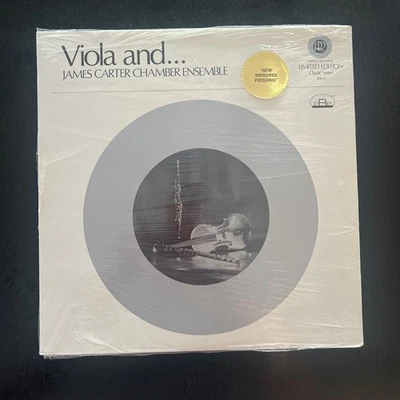 Viola and...
JAMES CARTER CHAMBER ENSEMBLE
"NEW
IMPROVED
PRESSING"
LIMITED EDITION